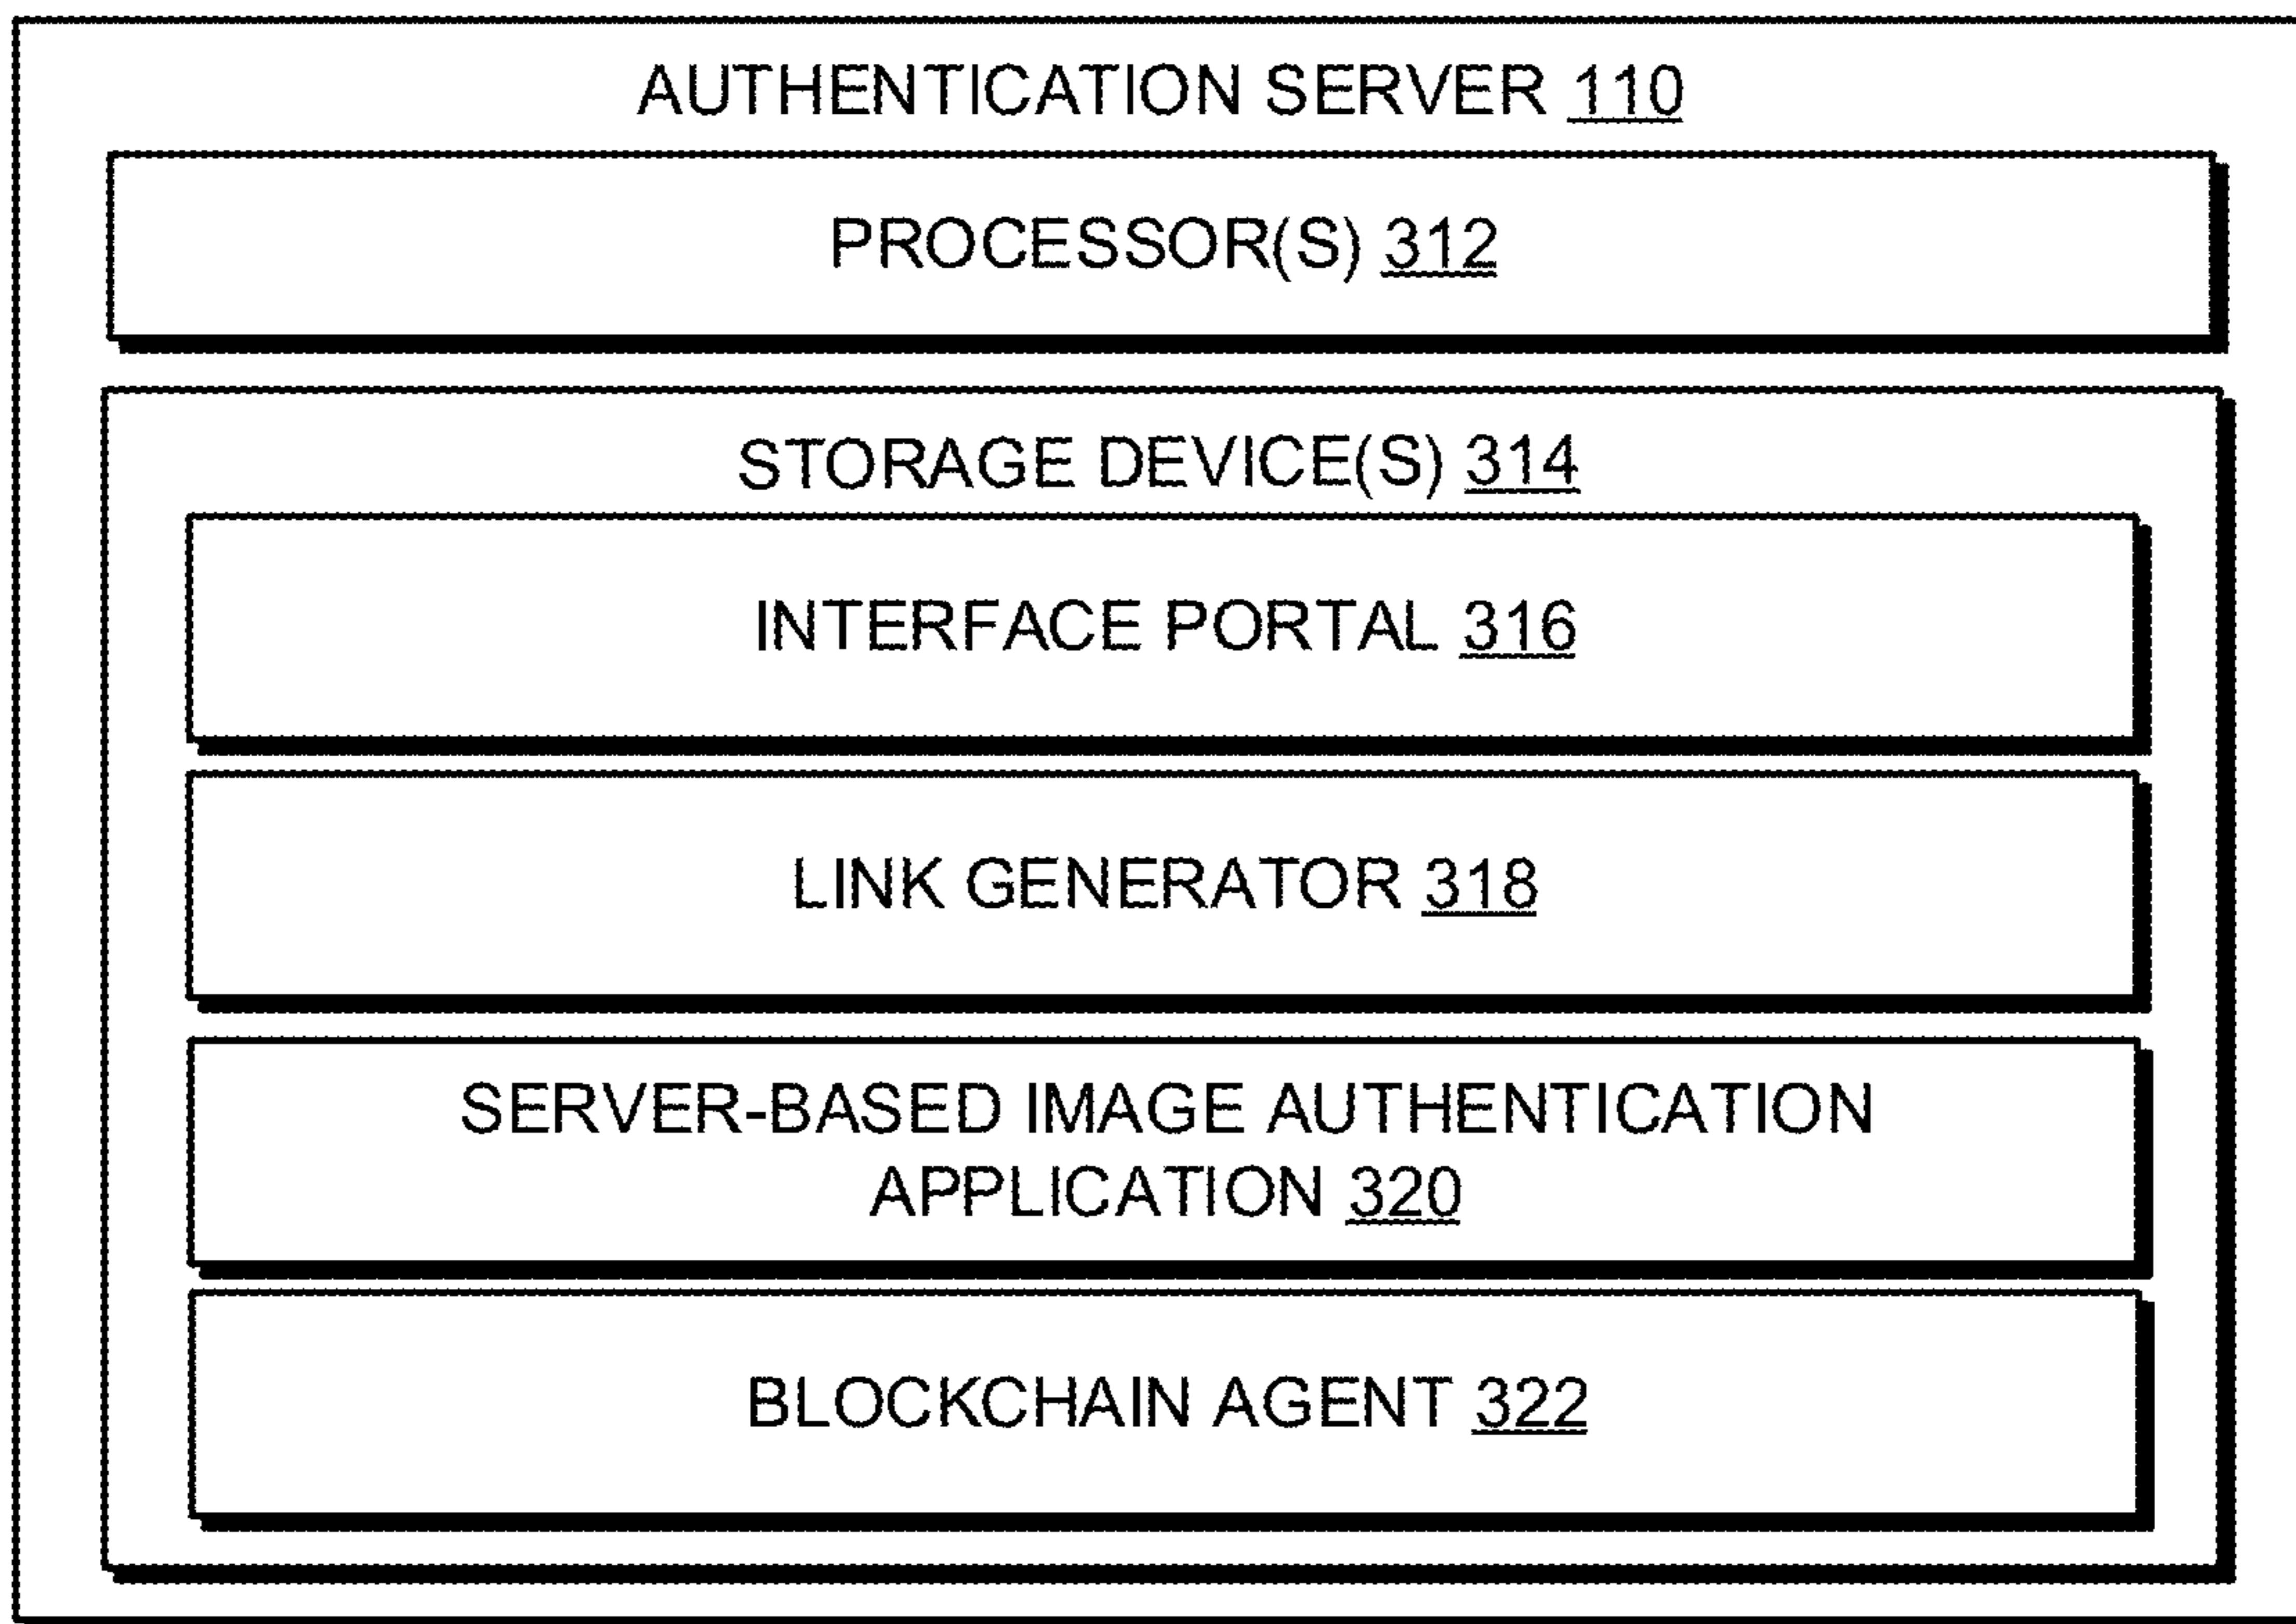 AUTHENTICATION SERVER 110
PROCESSOR(S) 312
STORAGE DEVICE(S) 314
INTERFACE PORTAL 316
LINK GENERATOR 318
SERVER-BASED IMAGE AUTHENTICATION
APPLICATION 320
BLOCKCHAIN AGENT 322